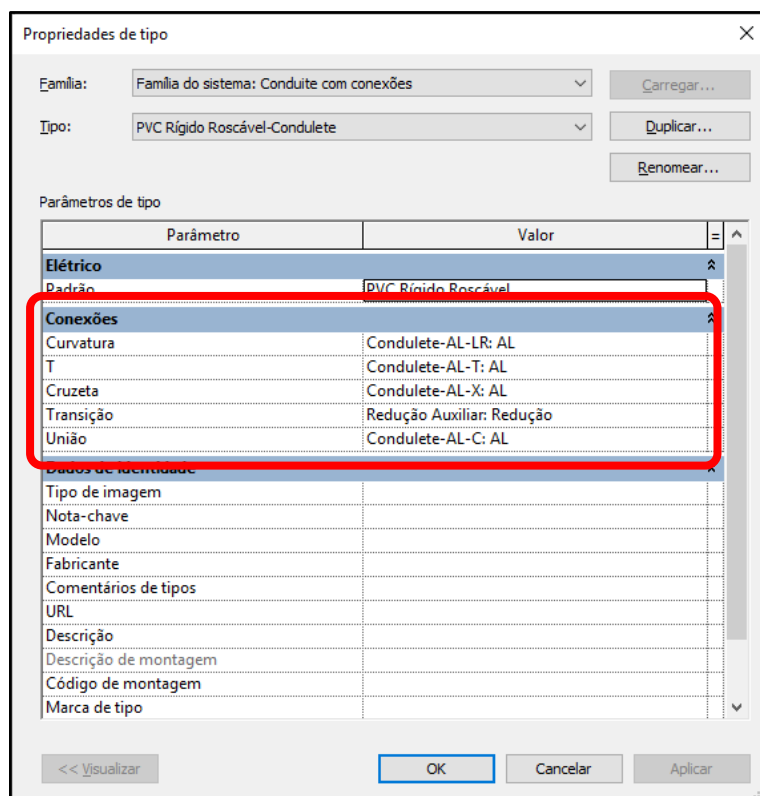 Propriedades de tipo
Família: Família do sistema: Conduite com conexões Carregar...
Tipo: PVC Rígido Roscável-Condulete Duplicar...
Renomear...
Parâmetros de tipo
Parâmetro Valor =
Elétrico
Padrão PVC Rígido Roscável
Conexões
Curvatura Condulete-AL-LR: AL
T Condulete-AL-T: AL
Cruzeta Condulete-AL-X: AL
Transição Redução Auxiliar: Redução
União Condulete-AL-C: AL
Dados de identidade
Tipo de imagem
Nota-chave
Modelo
Fabricante
Comentários de tipos
URL
Descrição
Descrição de montagem
Código de montagem
Marca de tipo
<< Visualizar OK Cancelar Aplicar